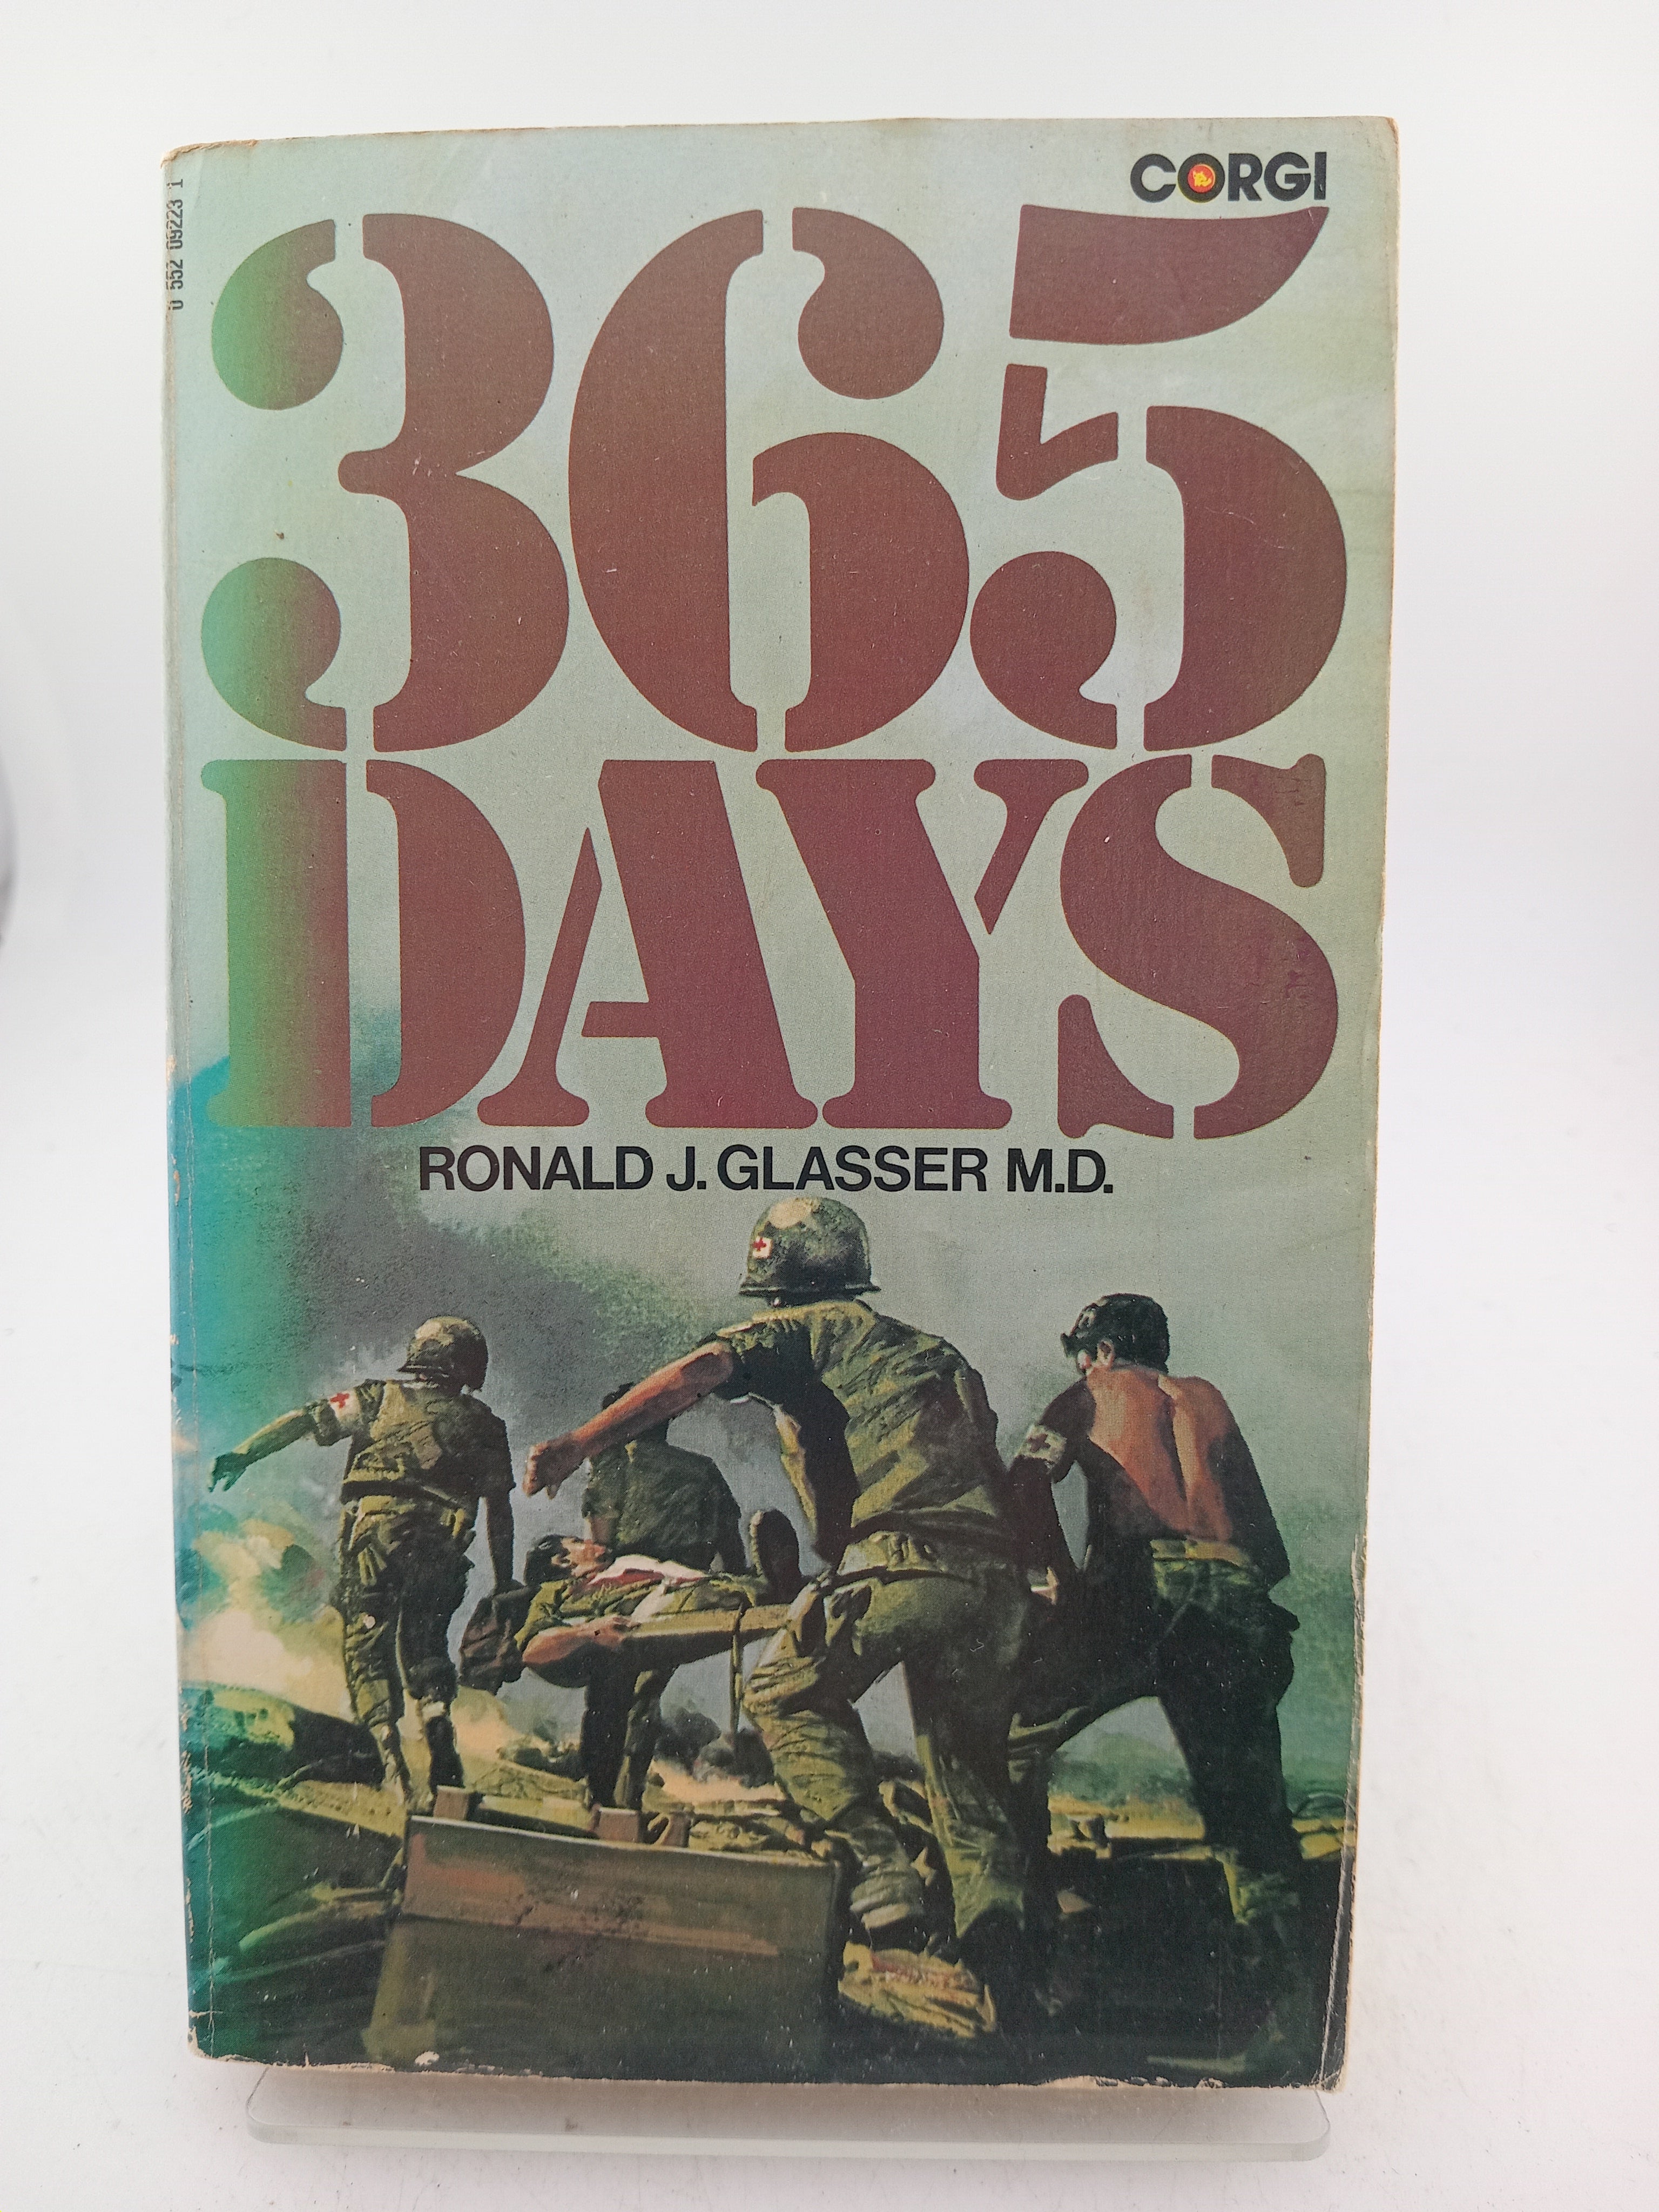 CORGI
0 552 09223 1
365
DAYS
RONALD J. GLASSER M.D.